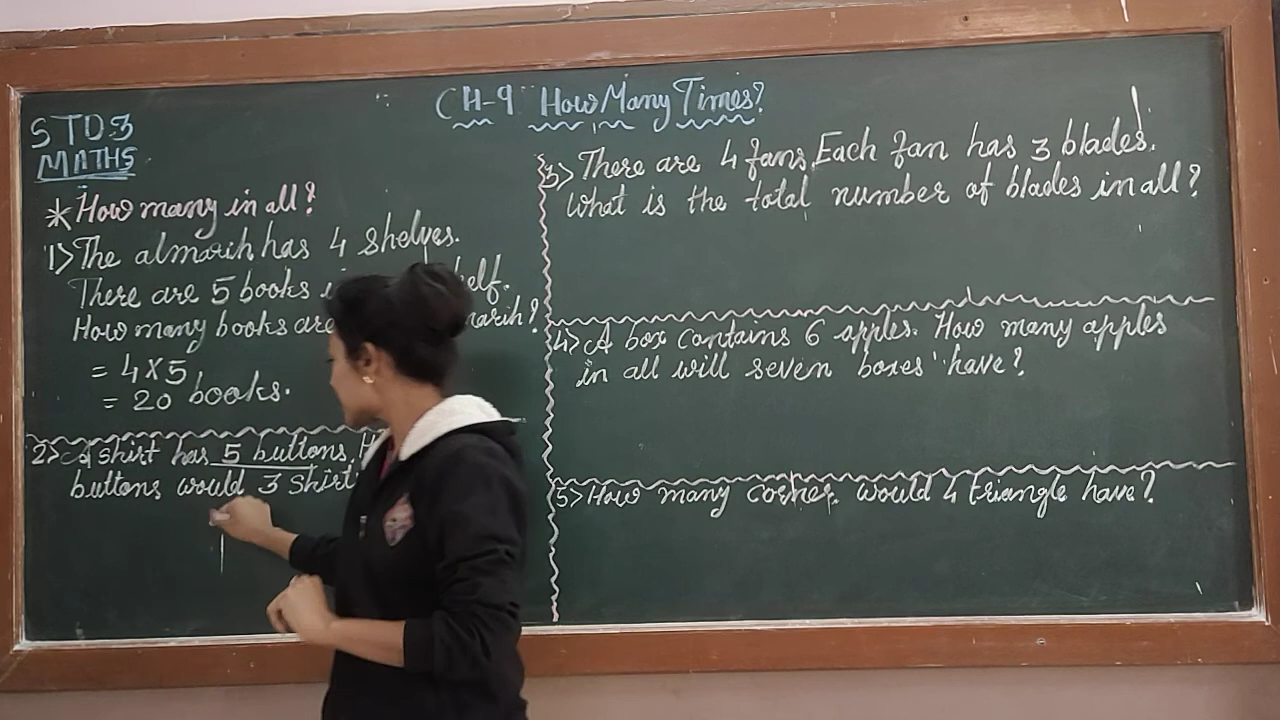 CH-9 How Many Times?
STD 3
MATHS
* How many in all?
1> The almarih has 4 shelves.
There are 5 books
How many books are
= 4×5
= 20 books.
2> A shirt has 5 buttons.
buttons would 3 shirt
3> There are 4 fans. Each fan has 3 blades.
What is the total number of blades in all?
4> A box contains 6 apples. How many apples
in all will seven boxes have?
5> How many corner would 4 triangle have?